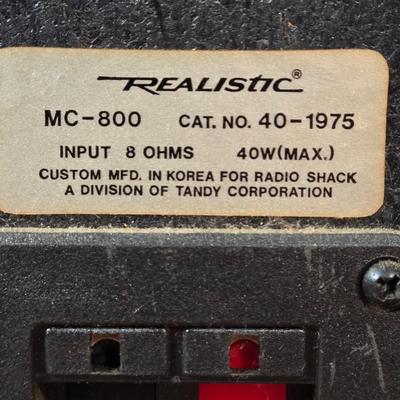 REALISTIC®
MC-800 CAT. NO. 40-1975
INPUT 8 OHMS 40W(MAX.)
CUSTOM MFD. IN KOREA FOR RADIO SHACK
A DIVISION OF TANDY CORPORATION